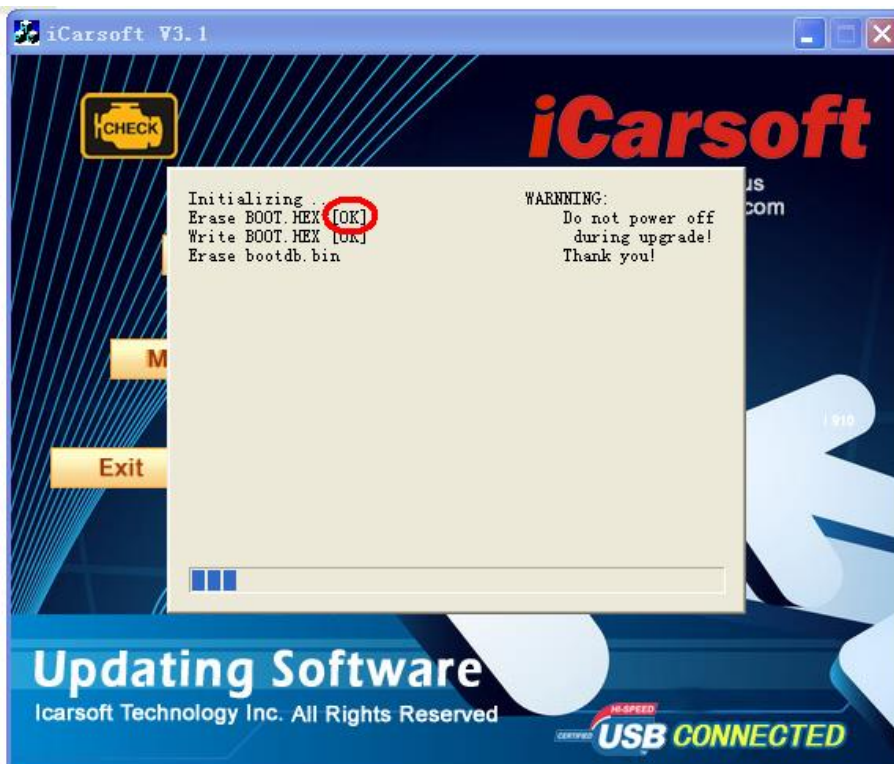 iCarsoft V3.1
CHECK
iCarsoft
us
com
Initializing ..
Erase BOOT.HEX [OK]
Write BOOT.HEX [OK]
Erase bootdb.bin
WARNNING:
Do not power off
during upgrade!
Thank you!
M
i 910
Exit
Updating Software
Icarsoft Technology Inc. All Rights Reserved
HI-SPEED
CERTIFIED USB CONNECTED